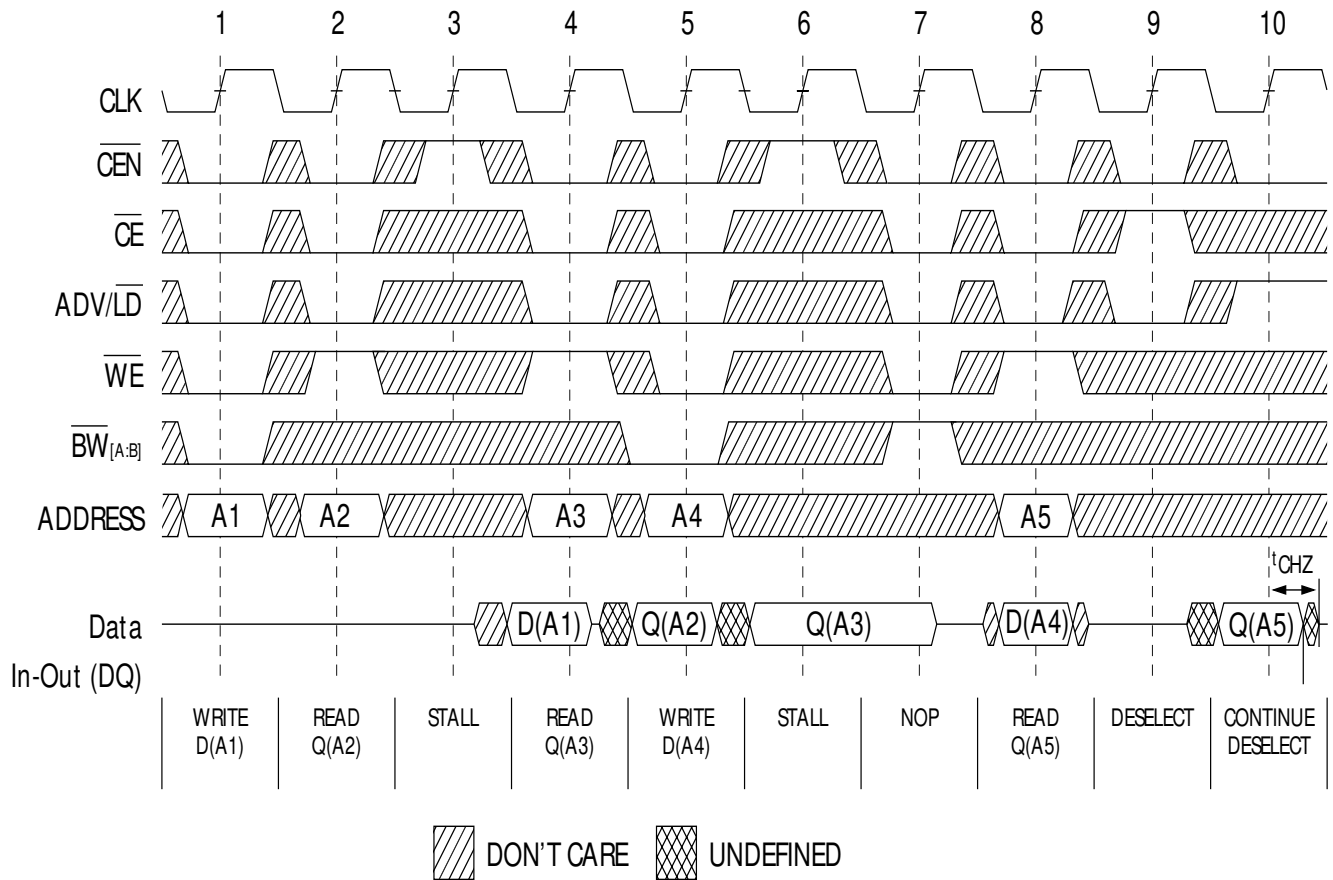 1 2 3 4 5 6 7 8 9 10
CLK
CEN
CE
ADV/LD
WE
BW[A:B]
ADDRESS A1 A2 A3 A4 A5
tCHZ
Data D(A1) Q(A2) Q(A3) D(A4) Q(A5)
In-Out (DQ)
WRITE READ STALL READ WRITE STALL NOP READ DESELECT CONTINUE
D(A1) Q(A2) Q(A3) D(A4) Q(A5) DESELECT
DON'T CARE UNDEFINED